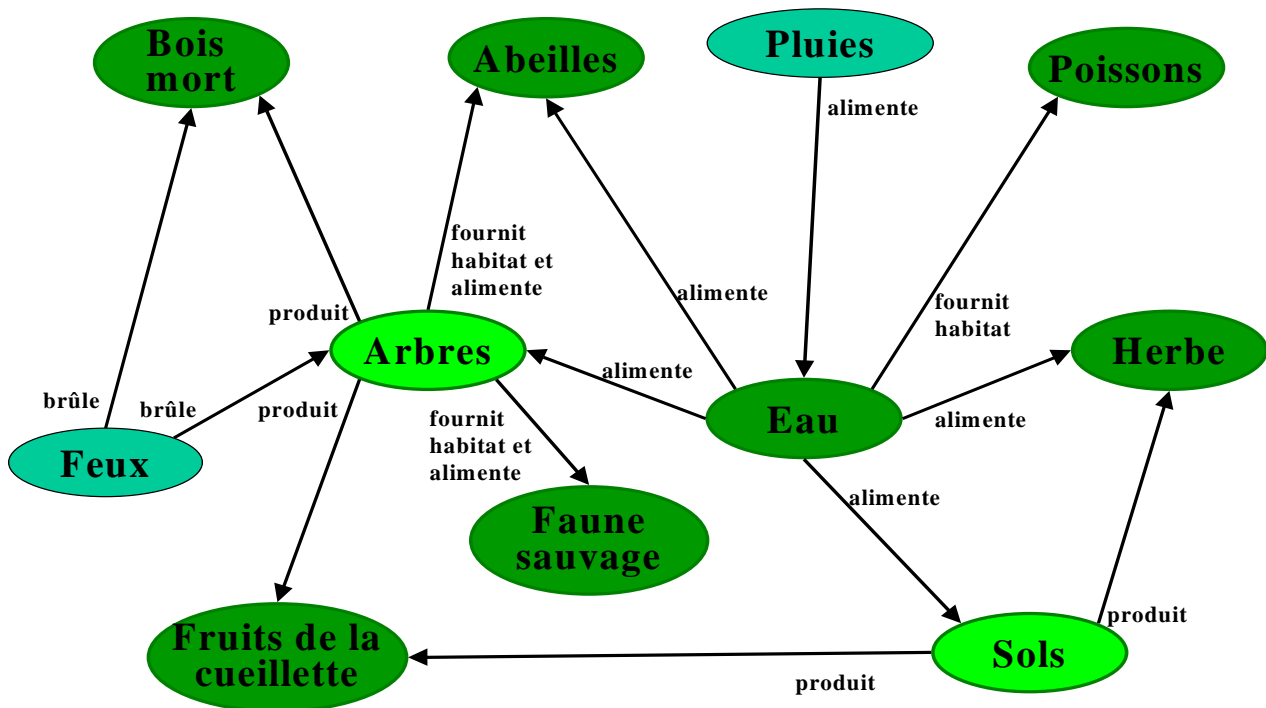 Bois
mort
Abeilles
Pluies
Poissons
alimente
fournit
habitat et
alimente
alimente
fournit
habitat
produit
Arbres
Herbe
alimente
brûle
brûle
produit
fournit
habitat et
alimente
Eau
alimente
Feux
alimente
Faune
sauvage
produit
Fruits de la
cueillette
Sols
produit